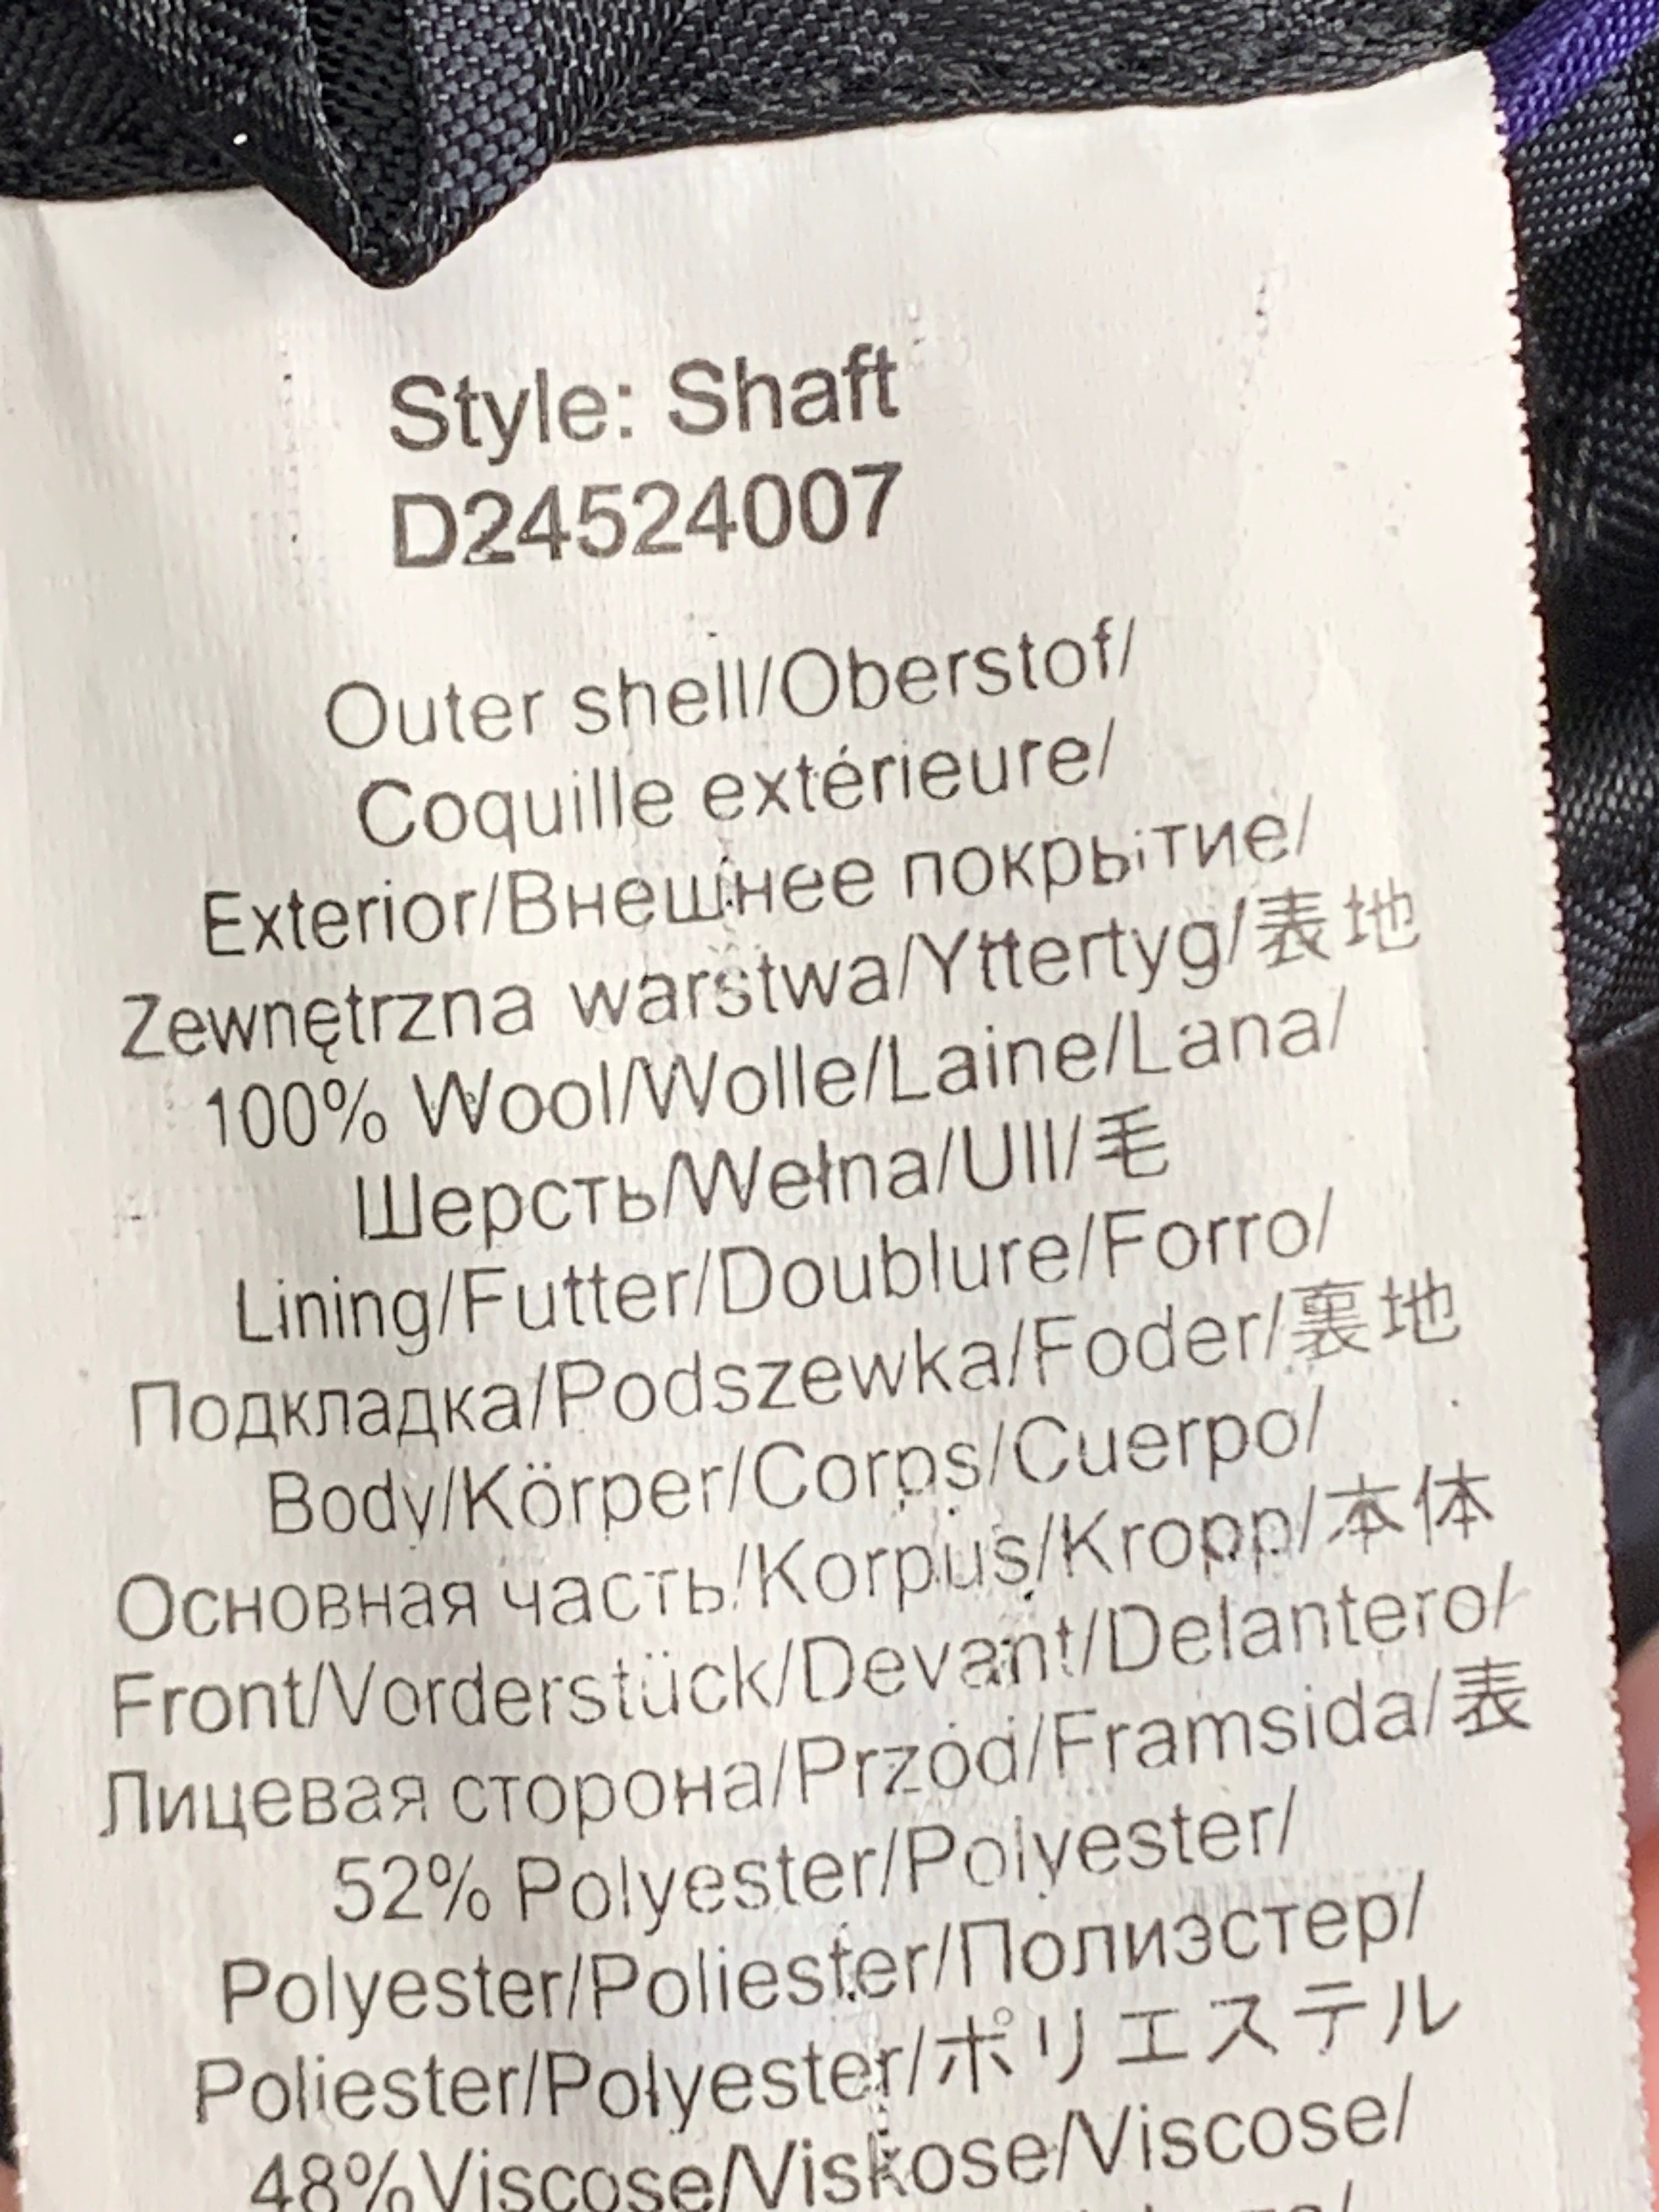 Style: Shaft
D24524007
Outer shell/Oberstof/
Coquille extérieure/
Exterior/Внешнее покрытие/
Zewnętrzna warstwa/Yttertyg/表地
100% Wool/Wolle/Laine/Lana/
Шерсть/Wełna/Ull/毛
Lining/Futter/Doublure/Forro/
Подкладка/Podszewka/Foder/裏地
Body/Körper/Corps/Cuerpo/
Основная часть/Korpus/Kropp/本体
Front/Vorderstück/Devant/Delantero/
Лицевая сторона/Przód/Framsida/表
52% Polyester/Polyester/
Polyester/Poliester/Полиэстер/
Poliester/Polyester/ポリエステル
48%Viscose/Viskose/Viscose/